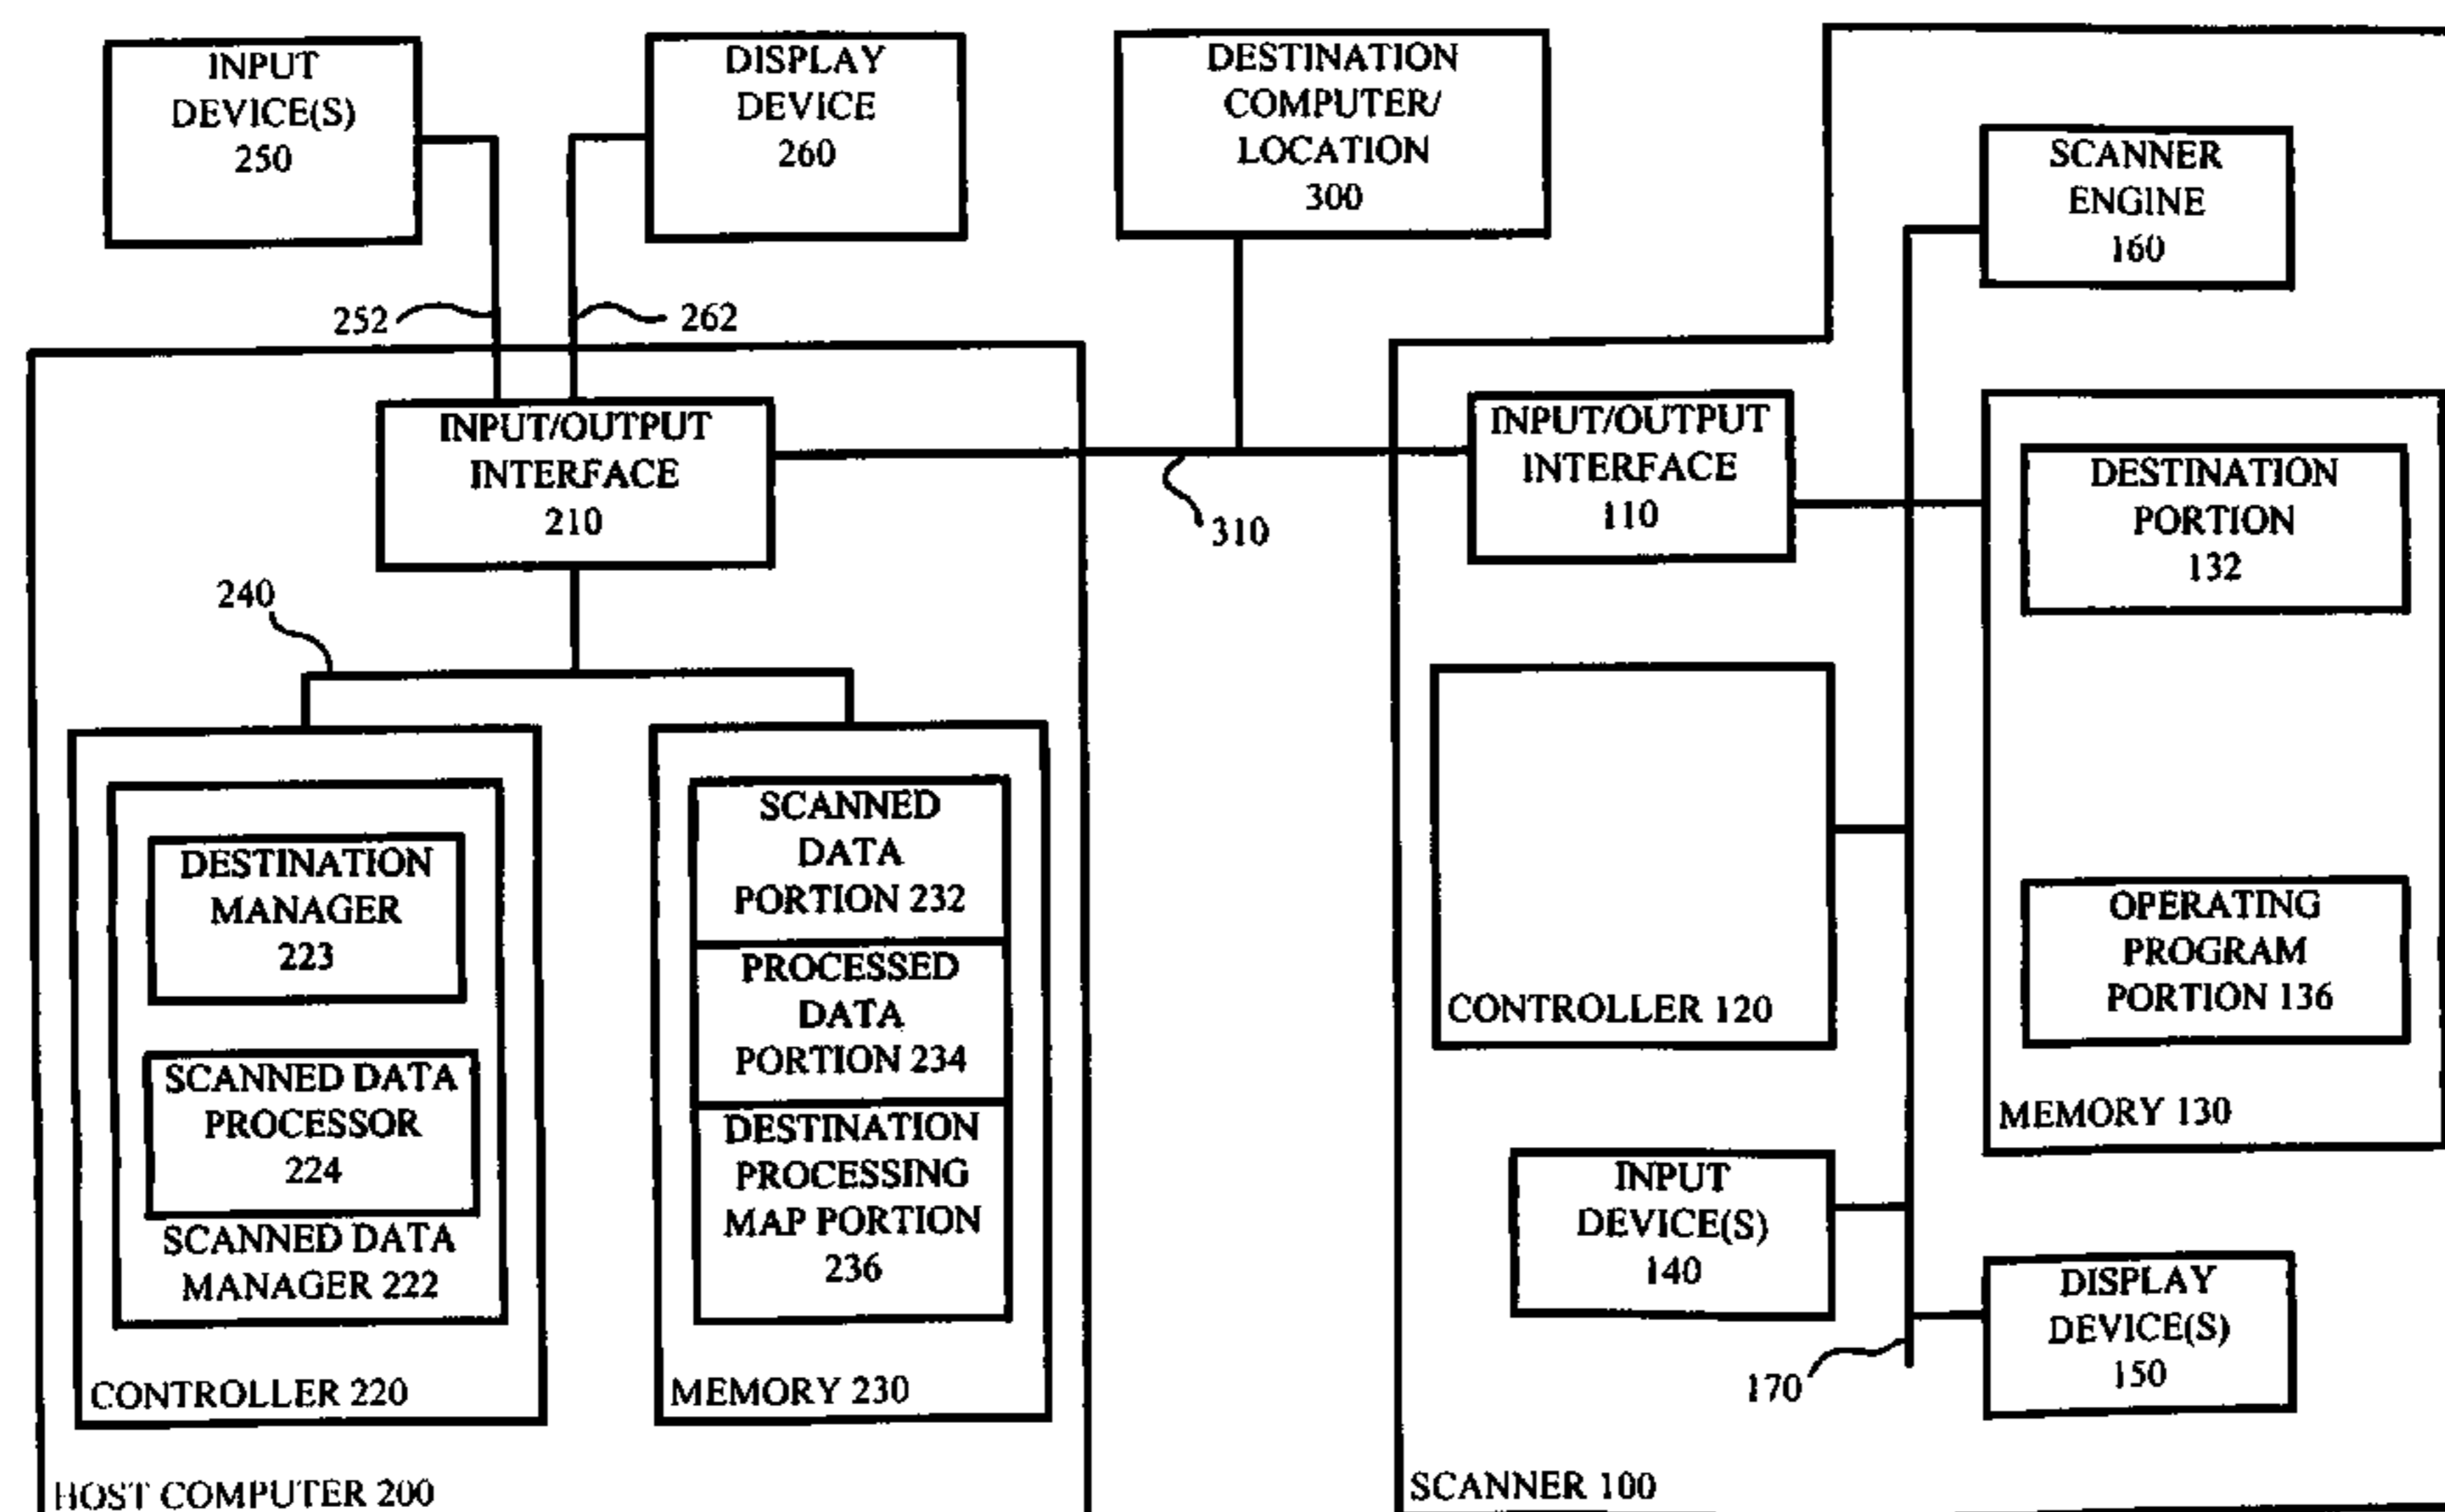 INPUT
DEVICE(S)
250
DISPLAY
DEVICE
260
DESTINATION
COMPUTER/
LOCATION
300
SCANNER
ENGINE
160
252
262
INPUT/OUTPUT
INTERFACE
210
310
INPUT/OUTPUT
INTERFACE
110
DESTINATION
PORTION
132
240
DESTINATION
MANAGER
223
SCANNED DATA
PROCESSOR
224
SCANNED DATA
MANAGER 222
CONTROLLER 220
SCANNED
DATA
PORTION 232
PROCESSED
DATA
PORTION 234
DESTINATION
PROCESSING
MAP PORTION
236
MEMORY 230
HOST COMPUTER 200
CONTROLLER 120
OPERATING
PROGRAM
PORTION 136
MEMORY 130
INPUT
DEVICE(S)
140
DISPLAY
DEVICE(S)
150
170
SCANNER 100